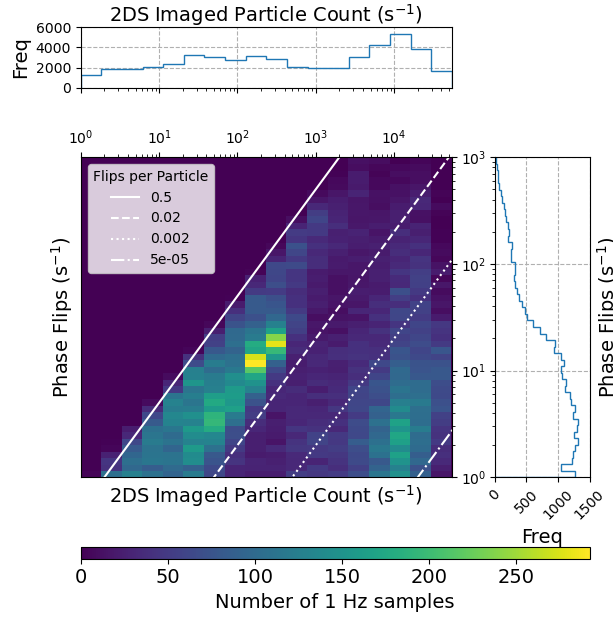 2DS Imaged Particle Count (s⁻¹)
Freq
6000
4000
2000
0
10⁰ 10¹ 10² 10³ 10⁴
Phase Flips (s⁻¹)
Flips per Particle
0.5
0.02
0.002
5e-05
10³
10²
10¹
10⁰
Phase Flips (s⁻¹)
2DS Imaged Particle Count (s⁻¹)
0 500 1000 1500
Freq
0 50 100 150 200 250
Number of 1 Hz samples